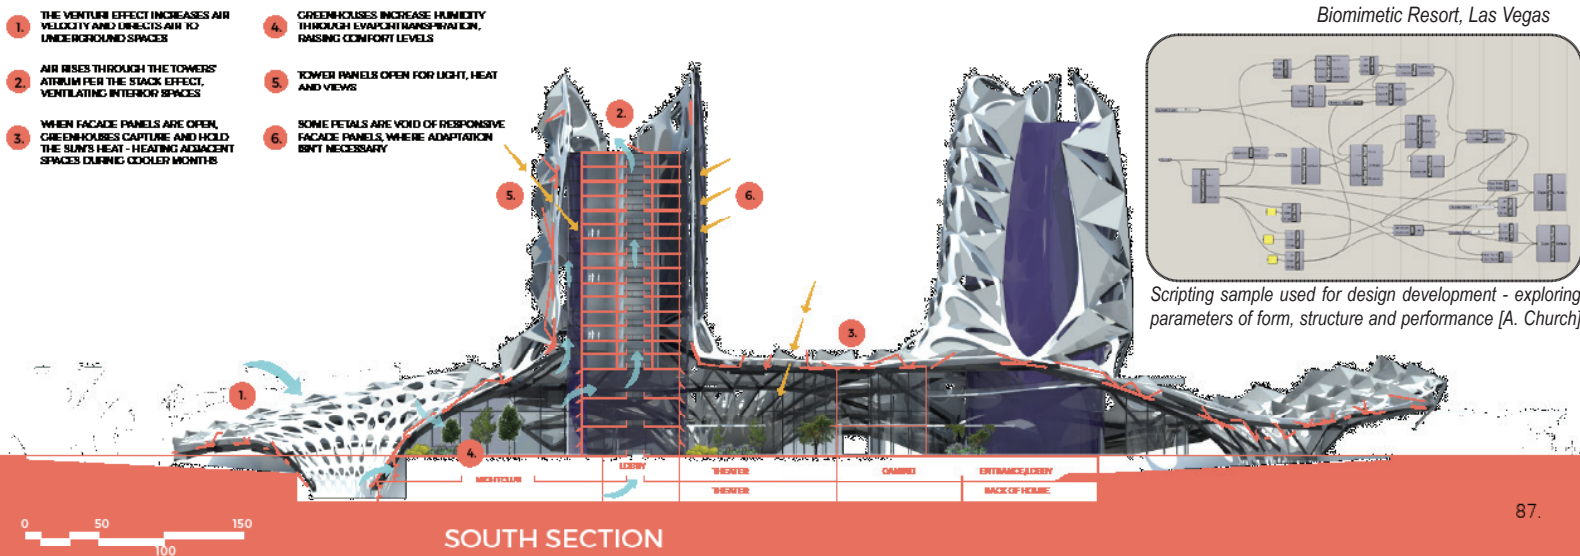 1.
THE VENTURI EFFECT INCREASES AIR
VELOCITY AND DIRECTS AIR TO
UNDERGROUND SPACES
2.
AIR RISES THROUGH THE TOWERS'
ATRIUM PER THE STACK EFFECT,
VENTILATING INTERIOR SPACES
3.
WHEN FACADE PANELS ARE OPEN,
GREENHOUSES CAPTURE AND HOLD
THE SUN'S HEAT - HEATING ADJACENT
SPACES DURING COOLER MONTHS
4.
GREENHOUSES INCREASE HUMIDITY
THROUGH EVAPORTRANSPIRATION,
RAISING COMFORT LEVELS
5.
TOWER PANELS OPEN FOR LIGHT, HEAT
AND VIEWS
6.
SOME PETALS ARE VOID OF RESPONSIVE
FACADE PANELS, WHERE ADAPTATION
ISN'T NECESSARY
Biomimetic Resort, Las Vegas
Scripting sample used for design development - exploring
parameters of form, structure and performance [A. Church]
2.
5.
6.
3.
1.
4.
NIGHTCLUB
LOBBY
THEATER
GAMING
ENTRANCE/LOBBY
THEATER
BACK OF HOUSE
0 50 150
100
SOUTH SECTION
87.